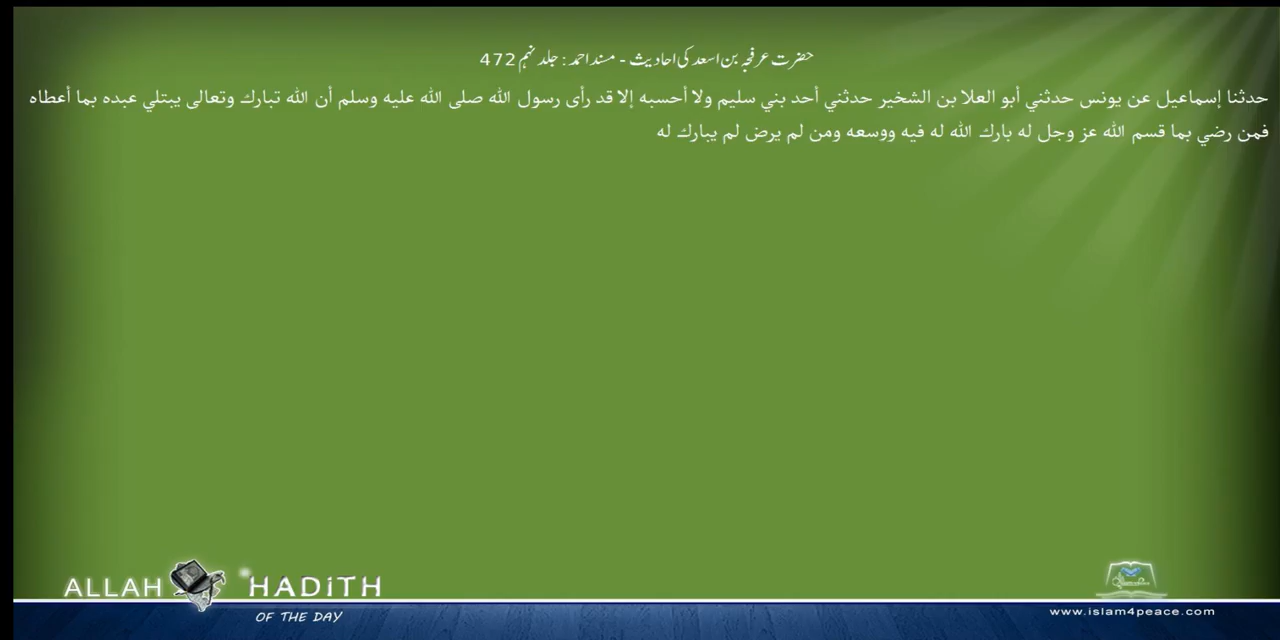 حضرت عرفجہ بن اسعد کی احادیث - مسند احمد : جلد نہم 472
حدثنا إسماعيل عن يونس حدثني أبو العلا بن الشخير حدثني أحد بني سليم ولا أحسبه إلا قد رأى رسول الله صلى الله عليه وسلم أن الله تبارك وتعالى يبتلي عبده بما أعطاه
فمن رضي بما قسم الله عز وجل له بارك الله له فيه ووسعه ومن لم يرض لم يبارك له
ALLAH HADITH
OF THE DAY
www.islam4peace.com